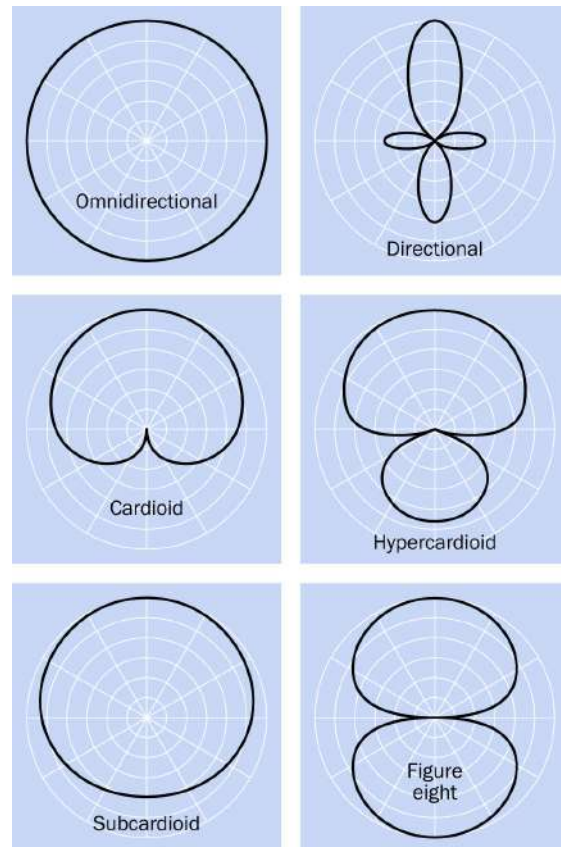 Omnidirectional
Directional
Cardioid
Hypercardioid
Subcardioid
Figure
eight